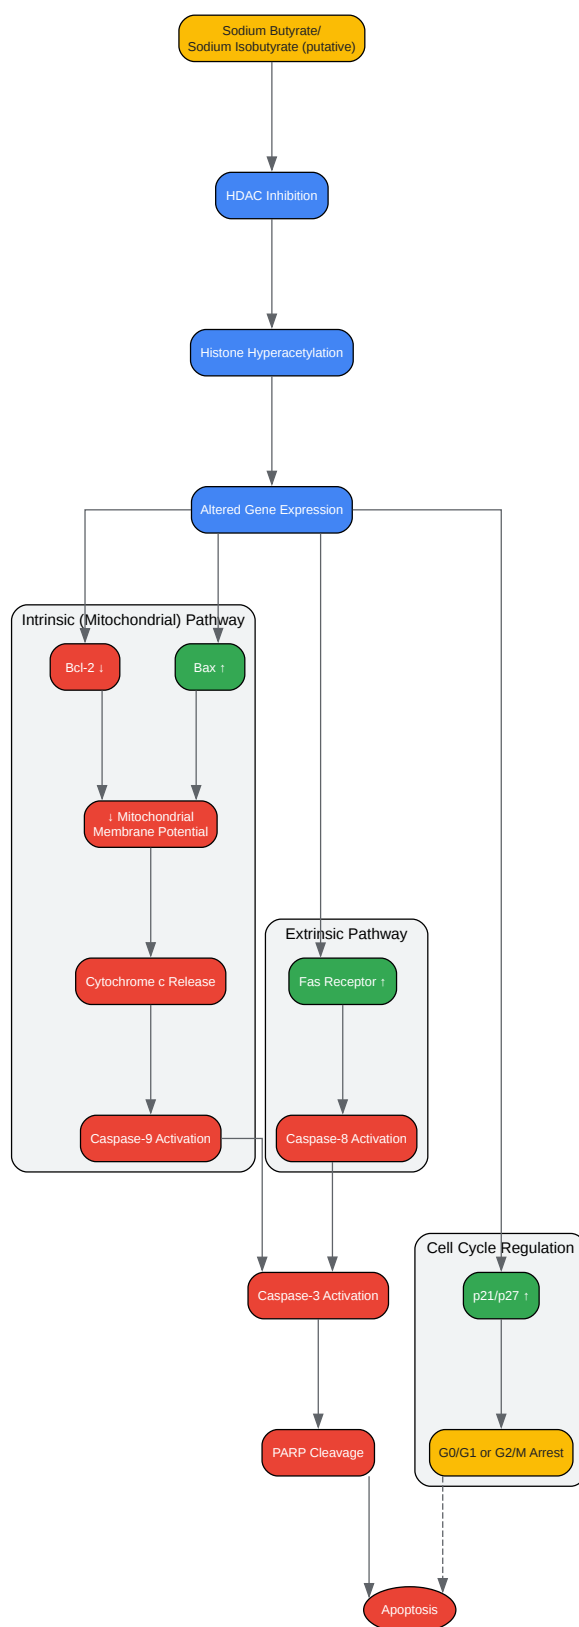 Sodium Butyrate/
Sodium Isobutyrate (putative)
HDAC Inhibition
Histone Hyperacetylation
Altered Gene Expression
Intrinsic (Mitochondrial) Pathway
Bcl-2 ↓
Bax ↑
↓ Mitochondrial
Membrane Potential
Extrinsic Pathway
Cytochrome c Release
Fas Receptor ↑
Caspase-9 Activation
Caspase-8 Activation
Cell Cycle Regulation
Caspase-3 Activation
p21/p27 ↑
PARP Cleavage
G0/G1 or G2/M Arrest
Apoptosis